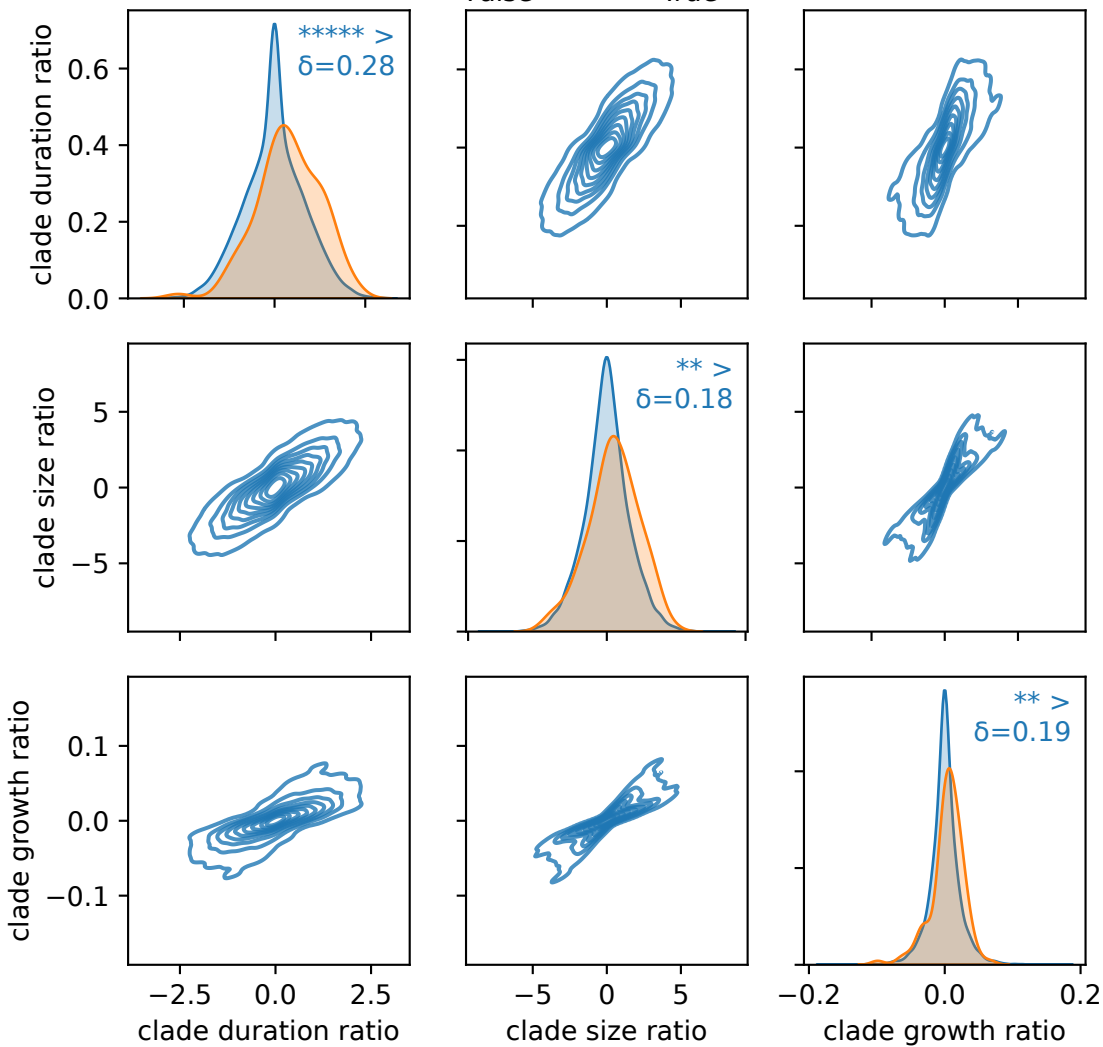 clade duration ratio
0.6
0.4
0.2
0.0
***** >
δ=0.28
clade size ratio
5
0
−5
** >
δ=0.18
clade growth ratio
0.1
0.0
−0.1
** >
δ=0.19
−2.5 0.0 2.5
−5 0 5
−0.2 0.0 0.2
clade duration ratio
clade size ratio
clade growth ratio